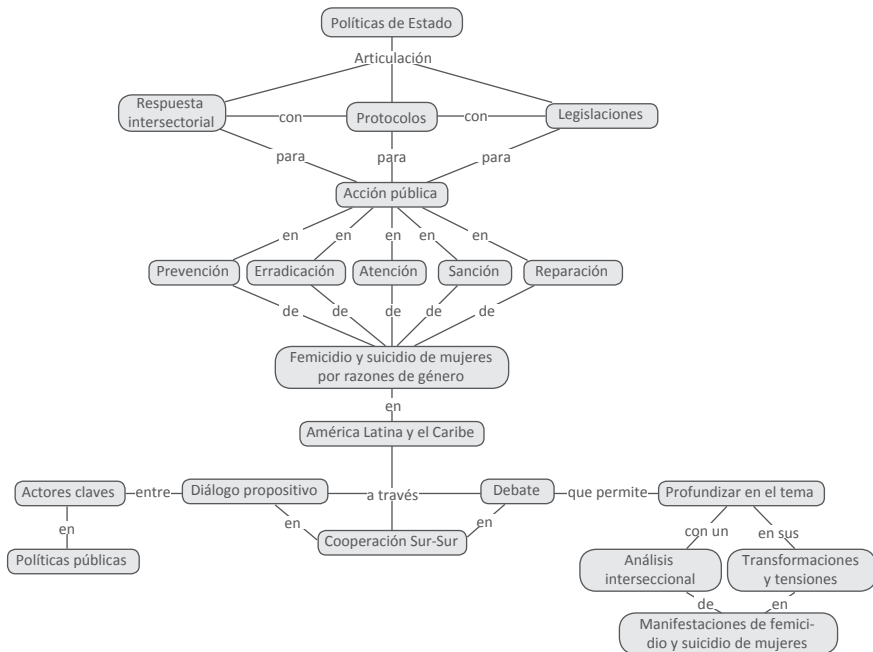 Políticas de Estado
Articulación
Respuesta
intersectorial
con
Protocolos
con
Legislaciones
para
para
para
Acción pública
en
en
en
en
en
Prevención
Erradicación
Atención
Sanción
Reparación
de
de
de
de
de
Femicidio y suicidio de mujeres
por razones de género
en
América Latina y el Caribe
Actores claves
entre
Diálogo propositivo
a través
Debate
que permite
Profundizar en el tema
en
en
en
con un
en sus
Políticas públicas
Cooperación Sur-Sur
Análisis
interseccional
Transformaciones
y tensiones
de
en
Manifestaciones de femici-
dio y suicidio de mujeres